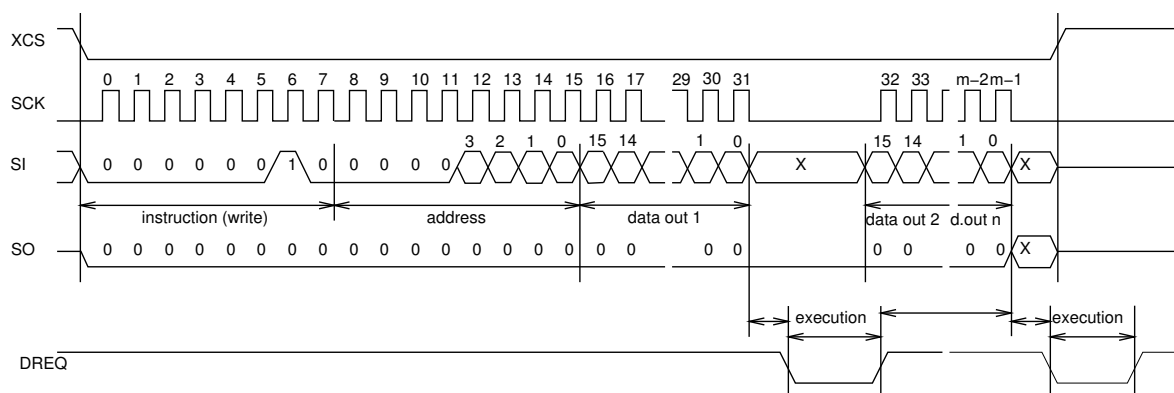 XCS
0 1 2 3 4 5 6 7 8 9 10 11 12 13 14 15 16 17 29 30 31 32 33 m−2 m−1
SCK
3 2 1 0 15 14 1 0 15 14 1 0
SI 0 0 0 0 0 0 1 0 0 0 0 0 X X
instruction (write) address data out 1 data out 2 d.out n
SO 0 0 0 0 0 0 0 0 0 0 0 0 0 0 0 0 0 0 0 0 0 0 0 0 X
execution execution
DREQ